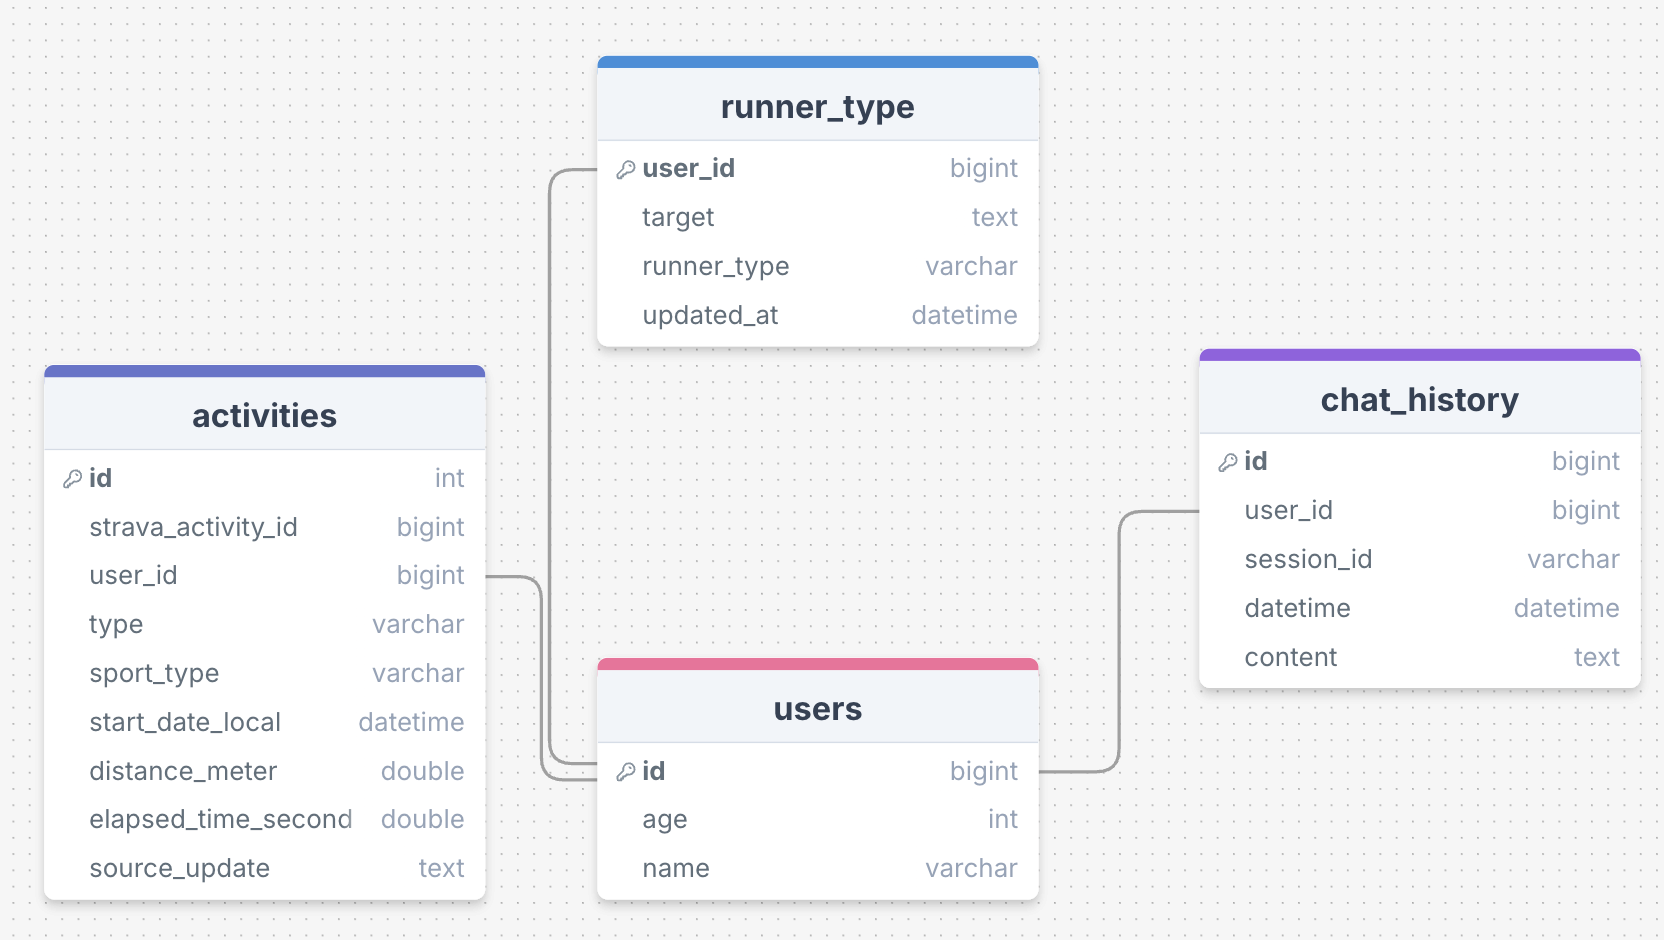 runner_type
user_id bigint
target text
runner_type varchar
updated_at datetime
activities
id int
strava_activity_id bigint
user_id bigint
type varchar
sport_type varchar
start_date_local datetime
distance_meter double
elapsed_time_second double
source_update text
users
id bigint
age int
name varchar
chat_history
id bigint
user_id bigint
session_id varchar
datetime datetime
content text